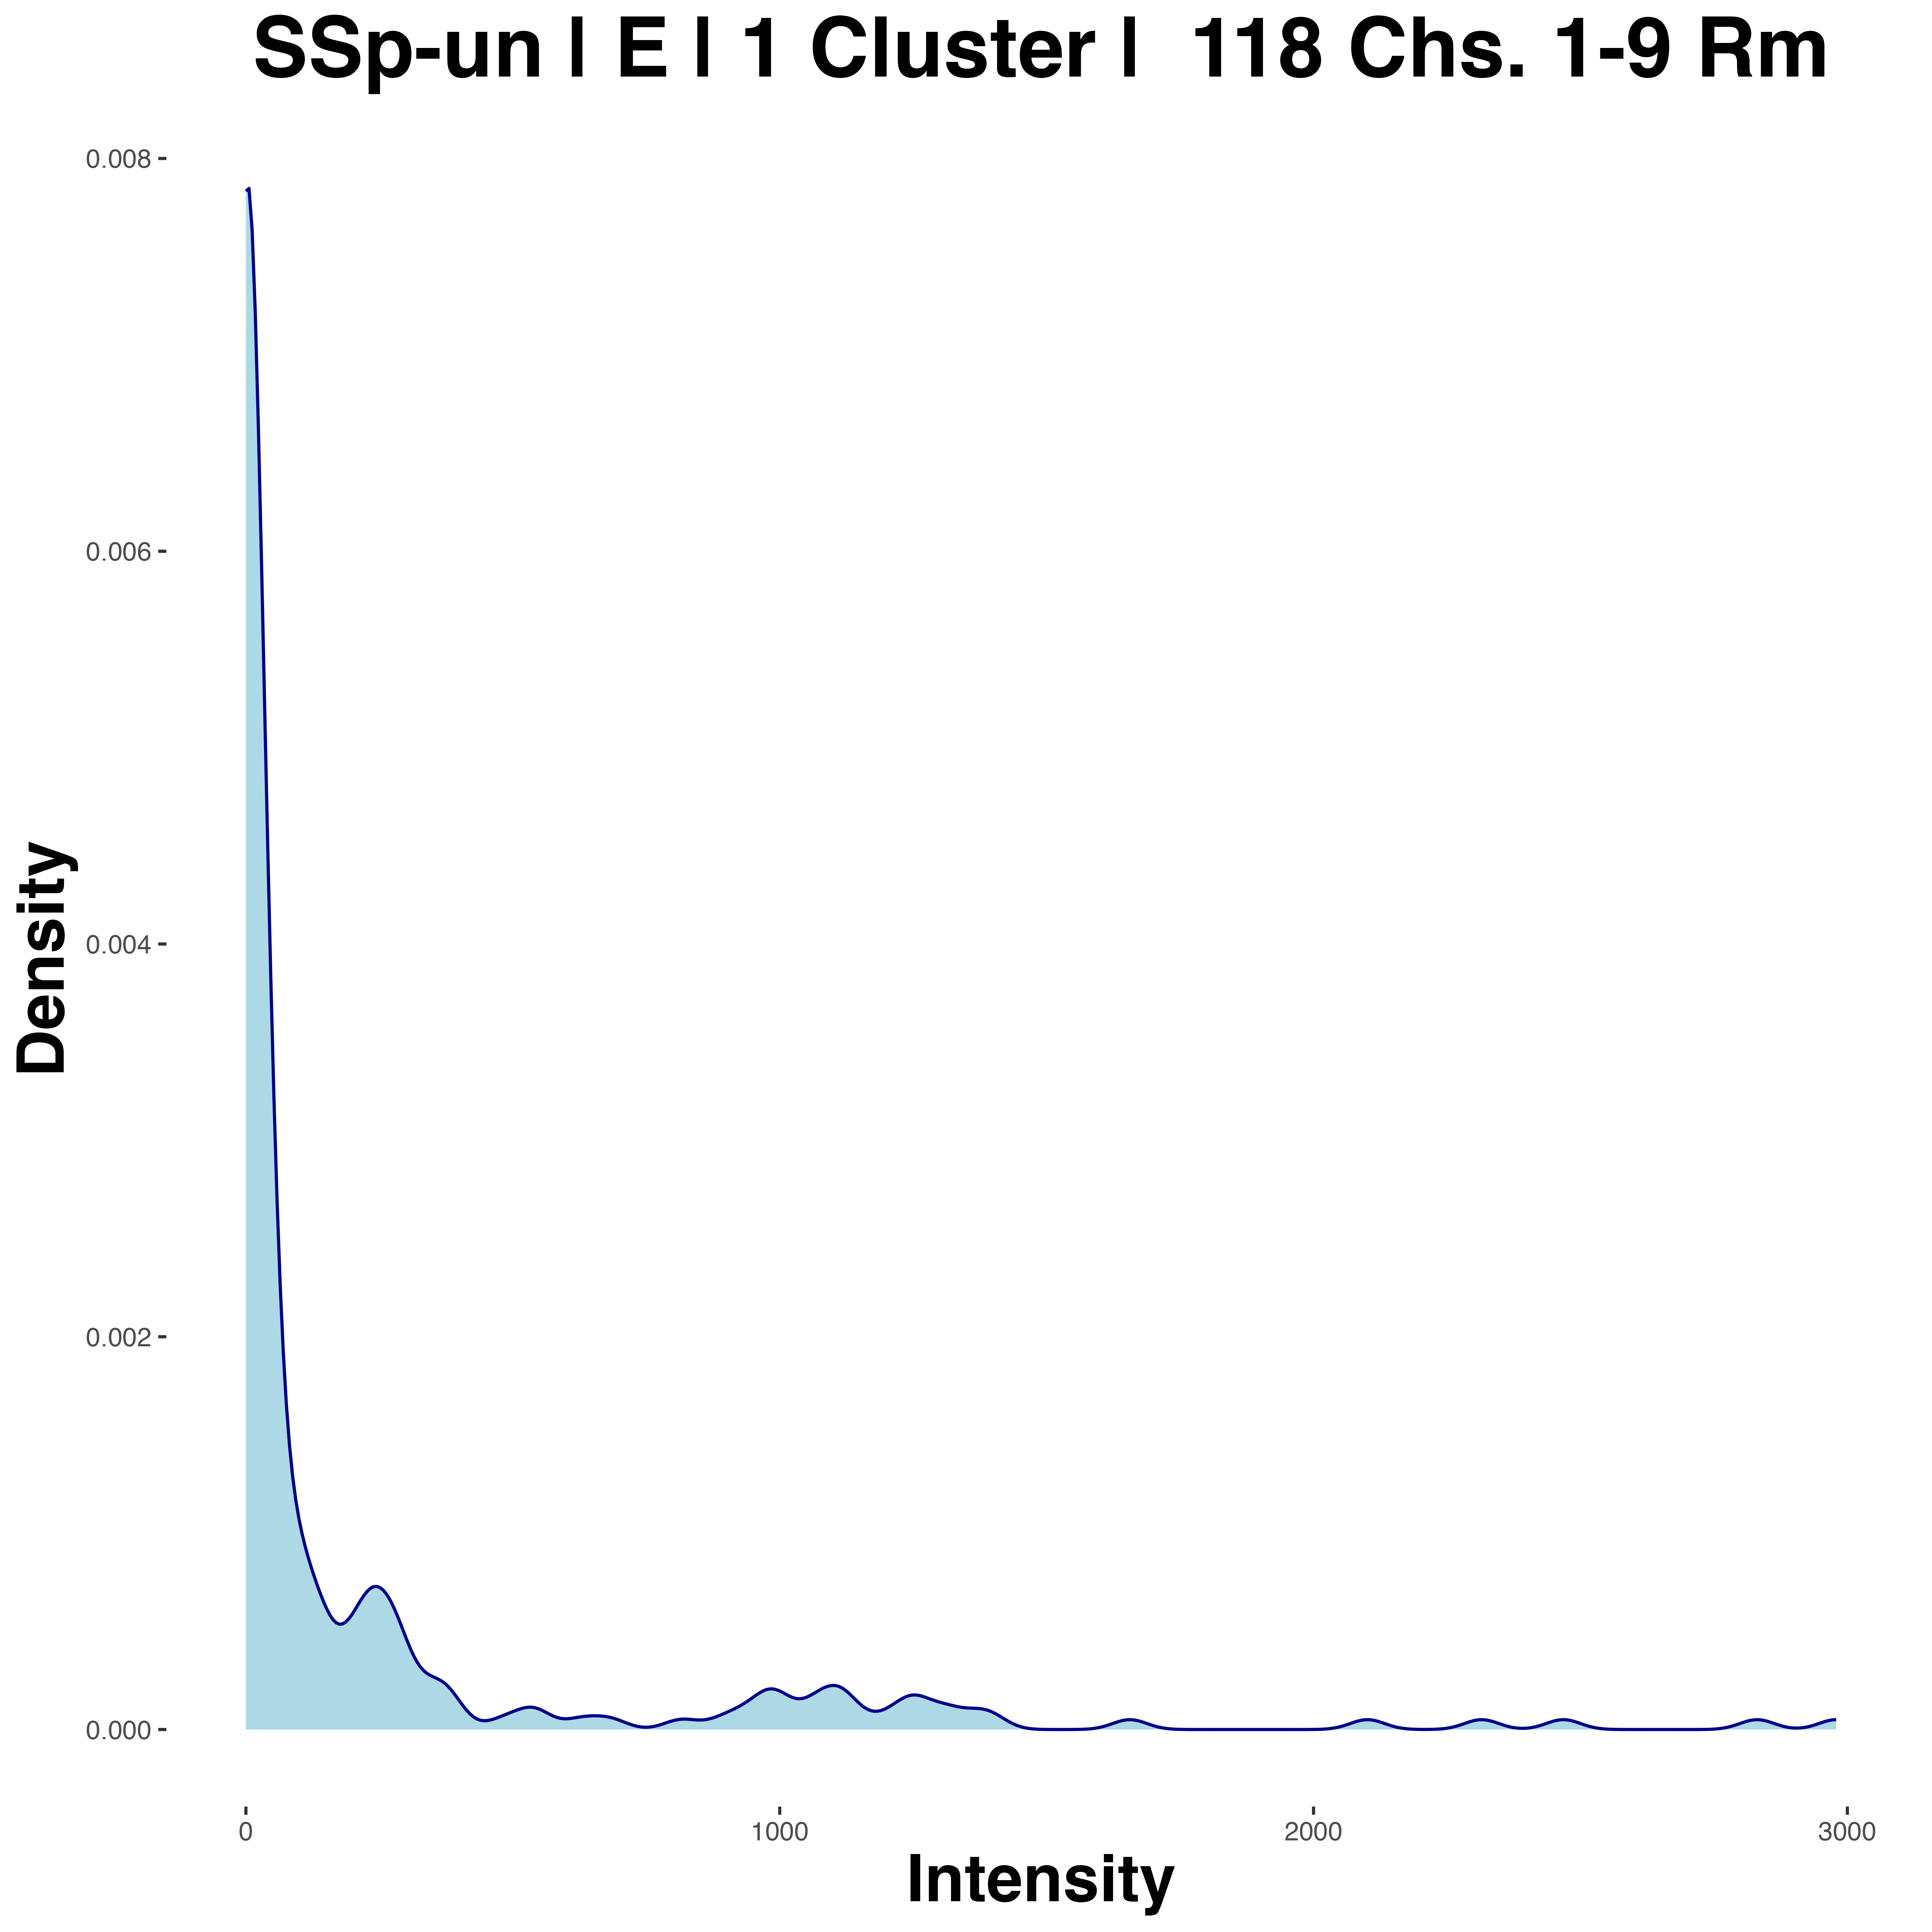 SSp-un | E | 1 Cluster | 118 Chs. 1-9 Rm
0.008
0.006
0.004
0.002
0.000
Density
0 1000 2000 3000
Intensity